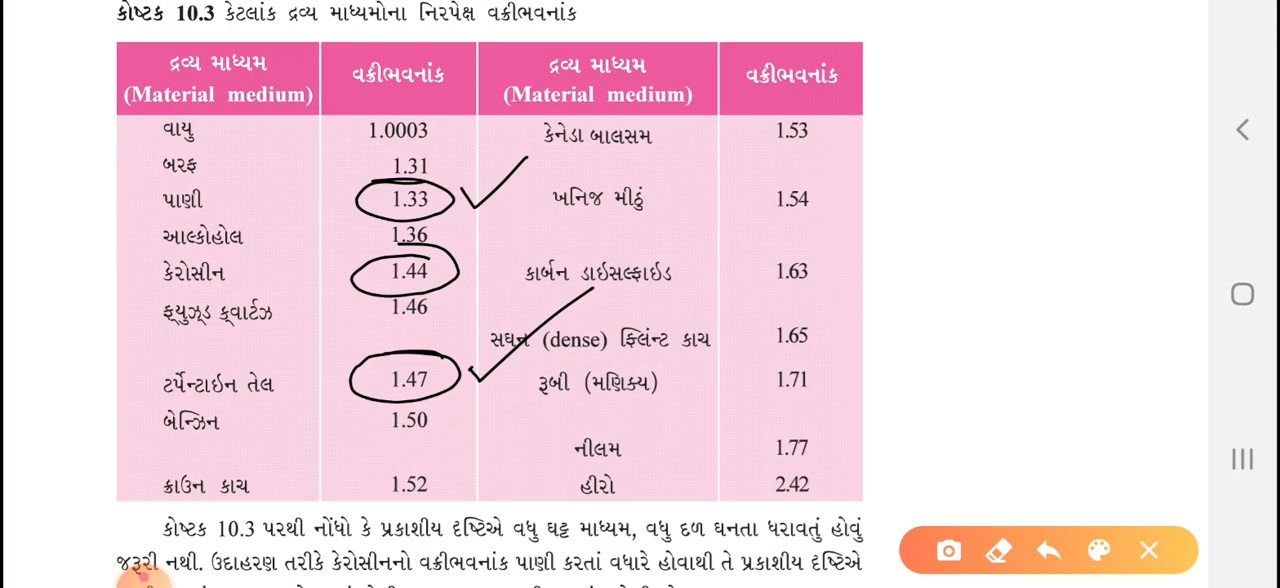 કોષ્ટક 10.3 કેટલાંક દ્રવ્ય માધ્યમોના નિરપેક્ષ વક્રીભવનાંક
દ્રવ્ય માધ્યમ (Material medium) વક્રીભવનાંક દ્રવ્ય માધ્યમ (Material medium) વક્રીભવનાંક
વાયુ 1.0003 કેનેડા બાલસમ 1.53
બરફ 1.31
પાણી 1.33 ખનિજ મીઠું 1.54
આલ્કોહોલ 1.36
કેરોસીન 1.44 કાર્બન ડાઇસલ્ફાઇડ 1.63
ફ્યુઝ્ડ ક્વાર્ટઝ 1.46
સઘન (dense) ફ્લિંન્ટ કાચ 1.65
ટર્પેન્ટાઇન તેલ 1.47 રૂબી (માણિક્ય) 1.71
બેન્ઝિન 1.50
નીલમ 1.77
ક્રાઉન કાચ 1.52 હીરો 2.42
કોષ્ટક 10.3 પરથી નોંધો કે પ્રકાશીય દૃષ્ટિએ વધુ ઘટ્ટ માધ્યમ, વધુ દળ ઘનતા ધરાવતું હોવું
જરૂરી નથી. ઉદાહરણ તરીકે કેરોસીનનો વક્રીભવનાંક પાણી કરતાં વધારે હોવાથી તે પ્રકાશીય દૃષ્ટિએ